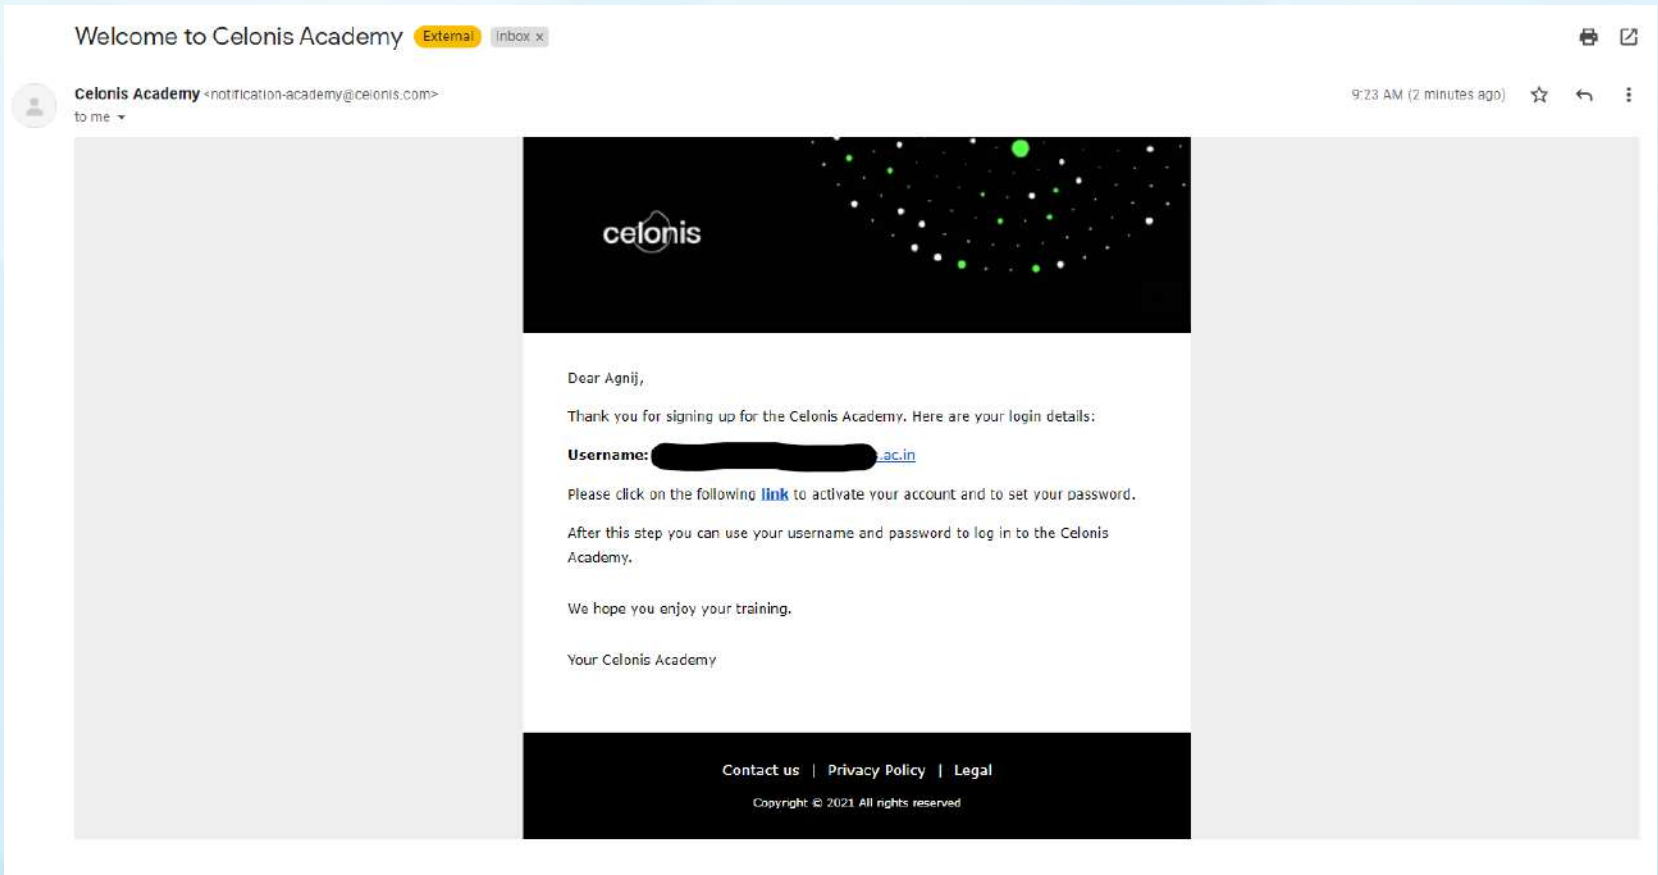 Welcome to Celonis Academy External Inbox x
Celonis Academy <notification-academy@celonis.com>
9:23 AM (2 minutes ago)
to me
celonis
Dear Agnij,
Thank you for signing up for the Celonis Academy. Here are your login details:
Username: .ac.in
Please click on the following link to activate your account and to set your password.
After this step you can use your username and password to log in to the Celonis
Academy.
We hope you enjoy your training.
Your Celonis Academy
Contact us | Privacy Policy | Legal
Copyright © 2021 All rights reserved